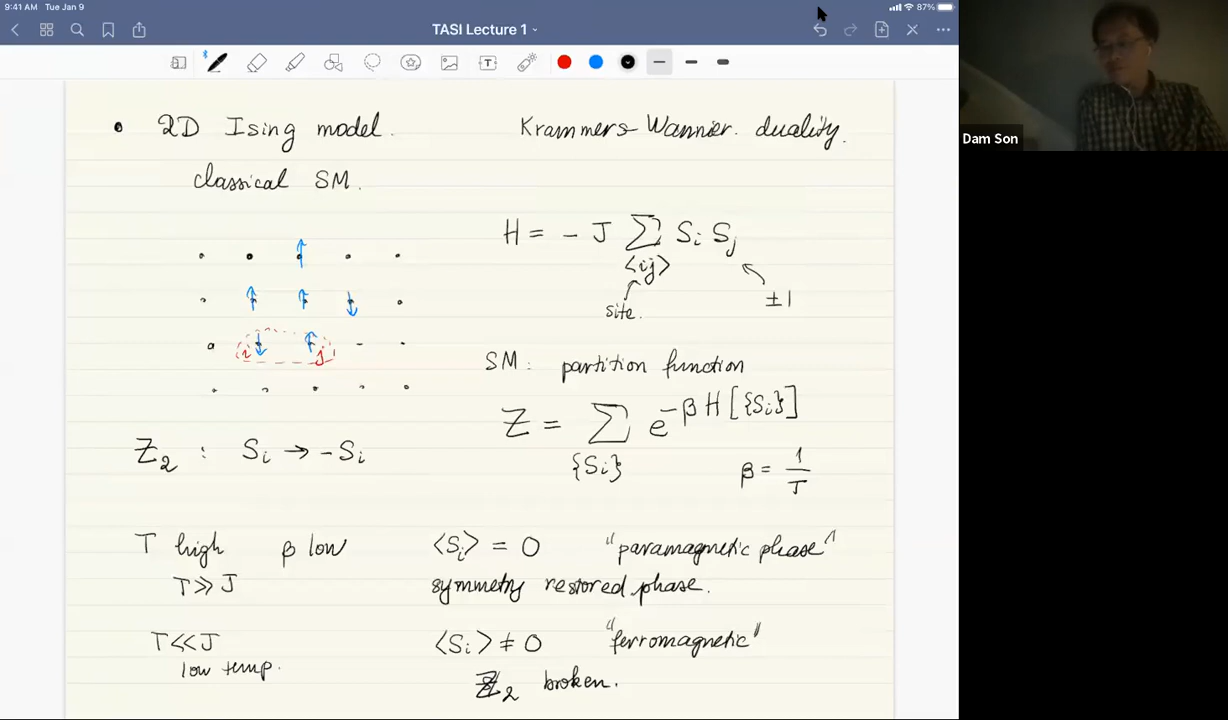 9:41 AM Tue Jan 9
87%
TASI Lecture 1
Dam Son
• 2D Ising model.
Krammers Wannier. duality.
classical SM.
H = - J ∑ Si Sj
<ij>
site.
±1
i
j
SM: partition function
Z = ∑ e^{-βH[{Si}]}
{Si}
β = 1/T
Z2 : Si → -Si
T high β low <Si> = 0 "paramagnetic phase"
T≫J symmetry restored phase.
T<<J <Si> ≠ 0 "ferromagnetic"
low temp.
Z2 broken.